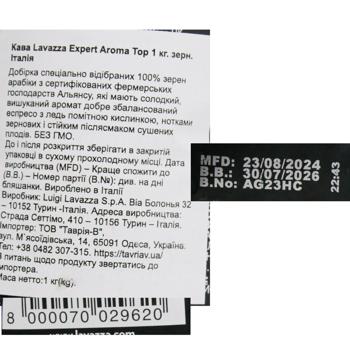 Кава Lavazza Expert Aroma Top 1 кг. зерн.
Італія
Добірка спеціально відібраних 100% зерен
арабіки з сертифікованих фермерських
господарств Альянсу, які мають солодкий,
вишуканий аромат добре збалансований
еспресо з ледь помітною кислинкою, нотками
зернових і стійким післясмаком сушених
плодів. БЕЗ ГМО.
До і після розкриття зберігати в закритій
упаковці в сухому прохолодному місці. Дата
виробництва (MFD) – Краще спожити до
(B.B.) – Номер партії (B.№): див. на дні
бляшанки. Вироблено в Італії
Виробник: Luigi Lavazza S.p.A. Віа Болонья 32
– 10152 Турин -Італія. Адреса виробництва:
Страда Сеттімо, 410 – 10156 Турин – Італія.
Імпортер: ТОВ "Таврія-В",
вул. М'ясоїдівська, 14, 65091 Одеса, Україна.
Тел: +38 0482 307-315. https://tavriav.ua/
З питань щодо продукту звертатись до
імпортера.
Маса нетто:1 кг(kg).
MFD: 23/08/2024
B.B.: 30/07/2026
B.No: AG23HC
22:43
8 000070 029620
www.lavazza.com